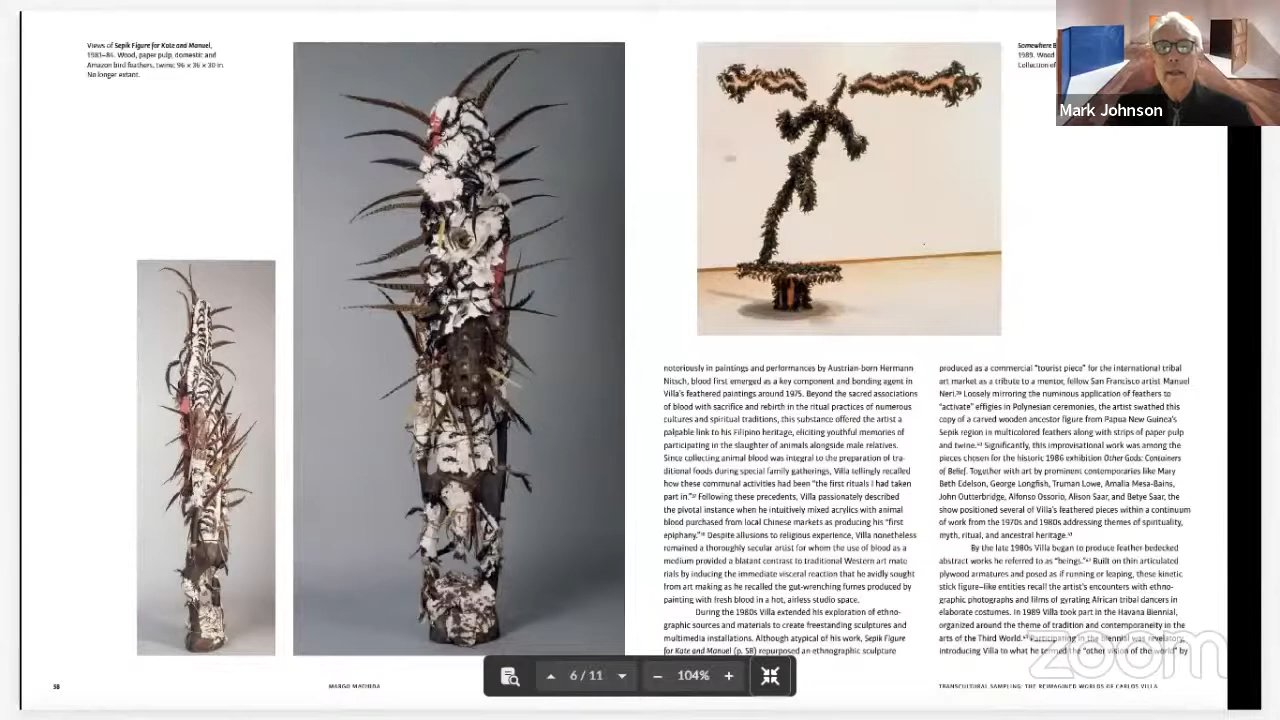 Views of Sepik Figure for Kate and Manuel,
1983–84. Wood, paper pulp, domestic and
Amazon bird feathers, twine; 96 x 36 x 30 in
No longer extant.
Somewhere B
1989. Wood
Collection of
Mark Johnson
notoriously in paintings and performances by Austrian-born Hermann
Nitsch, blood first emerged as a key component and bonding agent in
Villa's feathered paintings around 1975. Beyond the sacred associations
of blood with sacrifice and rebirth in the ritual practices of numerous
cultures and spiritual traditions, this substance offered the artist a
palpable link to his Filipino heritage, eliciting youthful memories of
participating in the slaughter of animals alongside male relatives.
Since collecting animal blood was integral to the preparation of tra-
ditional foods during special family gatherings, Villa tellingly recalled
how these communal activities had been "the first rituals I had taken
part in." Following these precedents, Villa passionately described
the pivotal instance when he intuitively mixed acrylics with animal
blood purchased from local Chinese markets as producing his "first
epiphany." Despite allusions to religious experience, Villa nonetheless
remained a thoroughly secular artist for whom the use of blood as a
medium provided a blatant contrast to traditional Western art mate
rials by inducing the immediate visceral reaction that he avidly sought
from art making as he recalled the gut-wrenching fumes produced by
painting with fresh blood in a hot, airless studio space.
During the 1980s Villa extended his exploration of ethno-
graphic sources and materials to create freestanding sculptures and
multimedia installations. Although atypical of his work, Sepik Figure
for Kate and Manuel (p. 58) repurposed an ethnographic sculpture
produced as a commercial "tourist piece" for the international tribal
art market as a tribute to a mentor, fellow San Francisco artist Manuel
Neri. Loosely mirroring the numinous application of feathers to
"activate" effigies in Polynesian ceremonies, the artist swathed this
copy of a carved wooden ancestor figure from Papua New Guinea's
Sepik region in multicolored feathers along with strips of paper pulp
and twine. Significantly, this improvisational work was among the
pieces chosen for the historic 1986 exhibition Other Gods: Containers
of Belief. Together with art by prominent contemporaries like Mary
Beth Edelson, George Longfish, Truman Lowe, Amalia Mesa-Bains,
John Outterbridge, Alfonso Ossorio, Alison Saar, and Betye Saar, the
show positioned several of Villa's feathered pieces within a continuum
of work from the 1970s and 1980s addressing themes of spirituality,
myth, ritual, and ancestral heritage.
By the late 1980s Villa began to produce feather-bedecked
abstract works he referred to as "beings." Built on thin articulated
plywood armatures and posed as if running or leaping, these kinetic
stick figure–like entities recall the artist's encounters with ethno-
graphic photographs and films of gyrating African tribal dancers in
elaborate costumes. In 1989 Villa took part in the Havana Biennial,
organized around the theme of tradition and contemporaneity in the
arts of the Third World. Participating in the biennial was revelatory,
introducing Villa to what he termed the "other vision of the world" by
zoom
6 / 11
104%
58
MARGO MACHIDA
TRANSCULTURAL SAMPLING: THE REIMAGINED WORLDS OF CARLOS VILLA